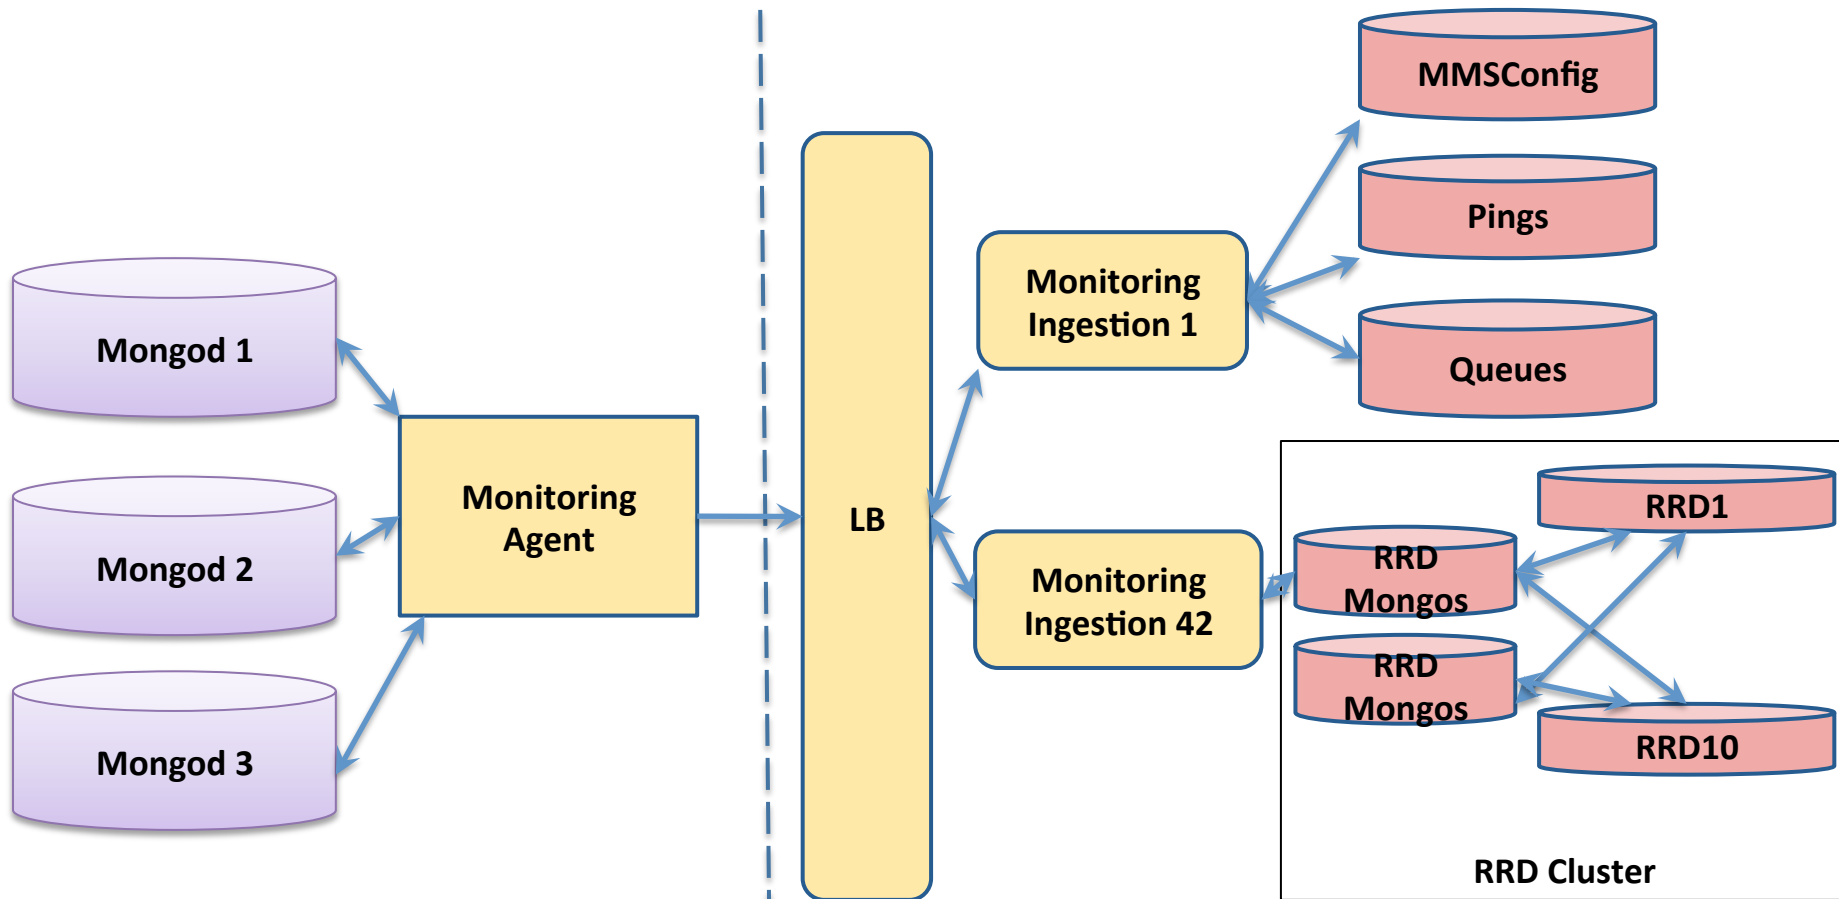 MMSConfig
Pings
Queues
Monitoring
Ingestion 1
Mongod 1
Mongod 2
Mongod 3
Monitoring
Agent
LB
Monitoring
Ingestion 42
RRD
Mongos
RRD
Mongos
RRD1
RRD10
RRD Cluster